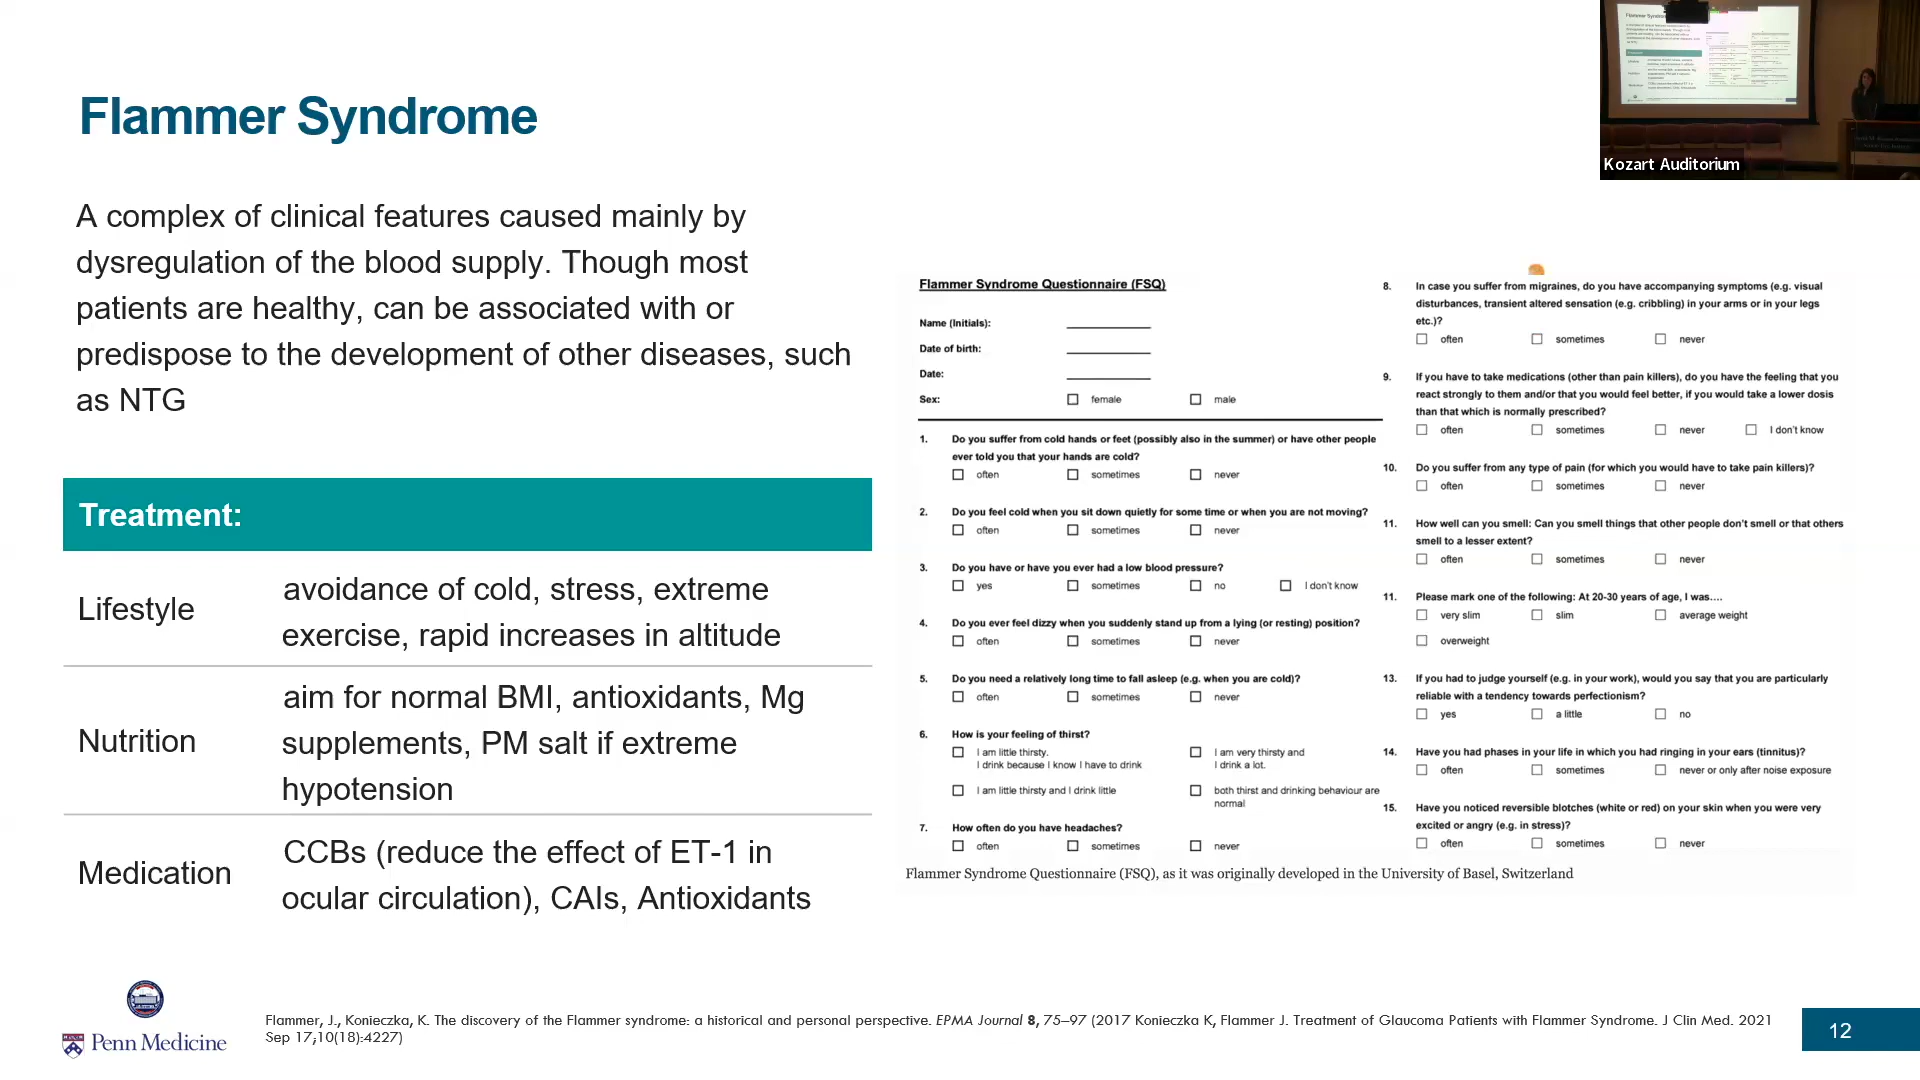 Flammer Syndrome
A complex of clinical features caused mainly by
dysregulation of the blood supply. Though most
patients are healthy, can be associated with or
predispose to the development of other diseases, such
as NTG
Treatment:
Lifestyle
avoidance of cold, stress, extreme
exercise, rapid increases in altitude
Nutrition
aim for normal BMI, antioxidants, Mg
supplements, PM salt if extreme
hypotension
Medication
CCBs (reduce the effect of ET-1 in
ocular circulation), CAIs, Antioxidants
Flammer Syndrome Questionnaire (FSQ)
Name (Initials):
Date of birth:
Date:
Sex: female male
1. Do you suffer from cold hands or feet (possibly also in the summer) or have other people
ever told you that your hands are cold?
often sometimes never
2. Do you feel cold when you sit down quietly for some time or when you are not moving?
often sometimes never
3. Do you have or have you ever had a low blood pressure?
yes sometimes no I don't know
4. Do you ever feel dizzy when you suddenly stand up from a lying (or resting) position?
often sometimes never
5. Do you need a relatively long time to fall asleep (e.g. when you are cold)?
often sometimes never
6. How is your feeling of thirst?
I am little thirsty.
I drink because I know I have to drink
I am very thirsty and
I drink a lot.
I am little thirsty and I drink little
both thirst and drinking behaviour are
normal
7. How often do you have headaches?
often sometimes never
8. In case you suffer from migraines, do you have accompanying symptoms (e.g. visual
disturbances, transient altered sensation (e.g. cribbling) in your arms or in your legs
etc.)?
often sometimes never
9. If you have to take medications (other than pain killers), do you have the feeling that you
react strongly to them and/or that you would feel better, if you would take a lower dosis
than that which is normally prescribed?
often sometimes never I don't know
10. Do you suffer from any type of pain (for which you would have to take pain killers)?
often sometimes never
11. How well can you smell: Can you smell things that other people don't smell or that others
smell to a lesser extent?
often sometimes never
11. Please mark one of the following: At 20-30 years of age, I was….
very slim slim average weight
overweight
13. If you had to judge yourself (e.g. in your work), would you say that you are particularly
reliable with a tendency towards perfectionism?
yes a little no
14. Have you had phases in your life in which you had ringing in your ears (tinnitus)?
often sometimes never or only after noise exposure
15. Have you noticed reversible blotches (white or red) on your skin when you were very
excited or angry (e.g. in stress)?
often sometimes never
Flammer Syndrome Questionnaire (FSQ), as it was originally developed in the University of Basel, Switzerland
Kozart Auditorium
Penn Medicine
Flammer, J., Konieczka, K. The discovery of the Flammer syndrome: a historical and personal perspective. EPMA Journal 8, 75–97 (2017 Konieczka K, Flammer J. Treatment of Glaucoma Patients with Flammer Syndrome. J Clin Med. 2021
Sep 17;10(18):4227)
12